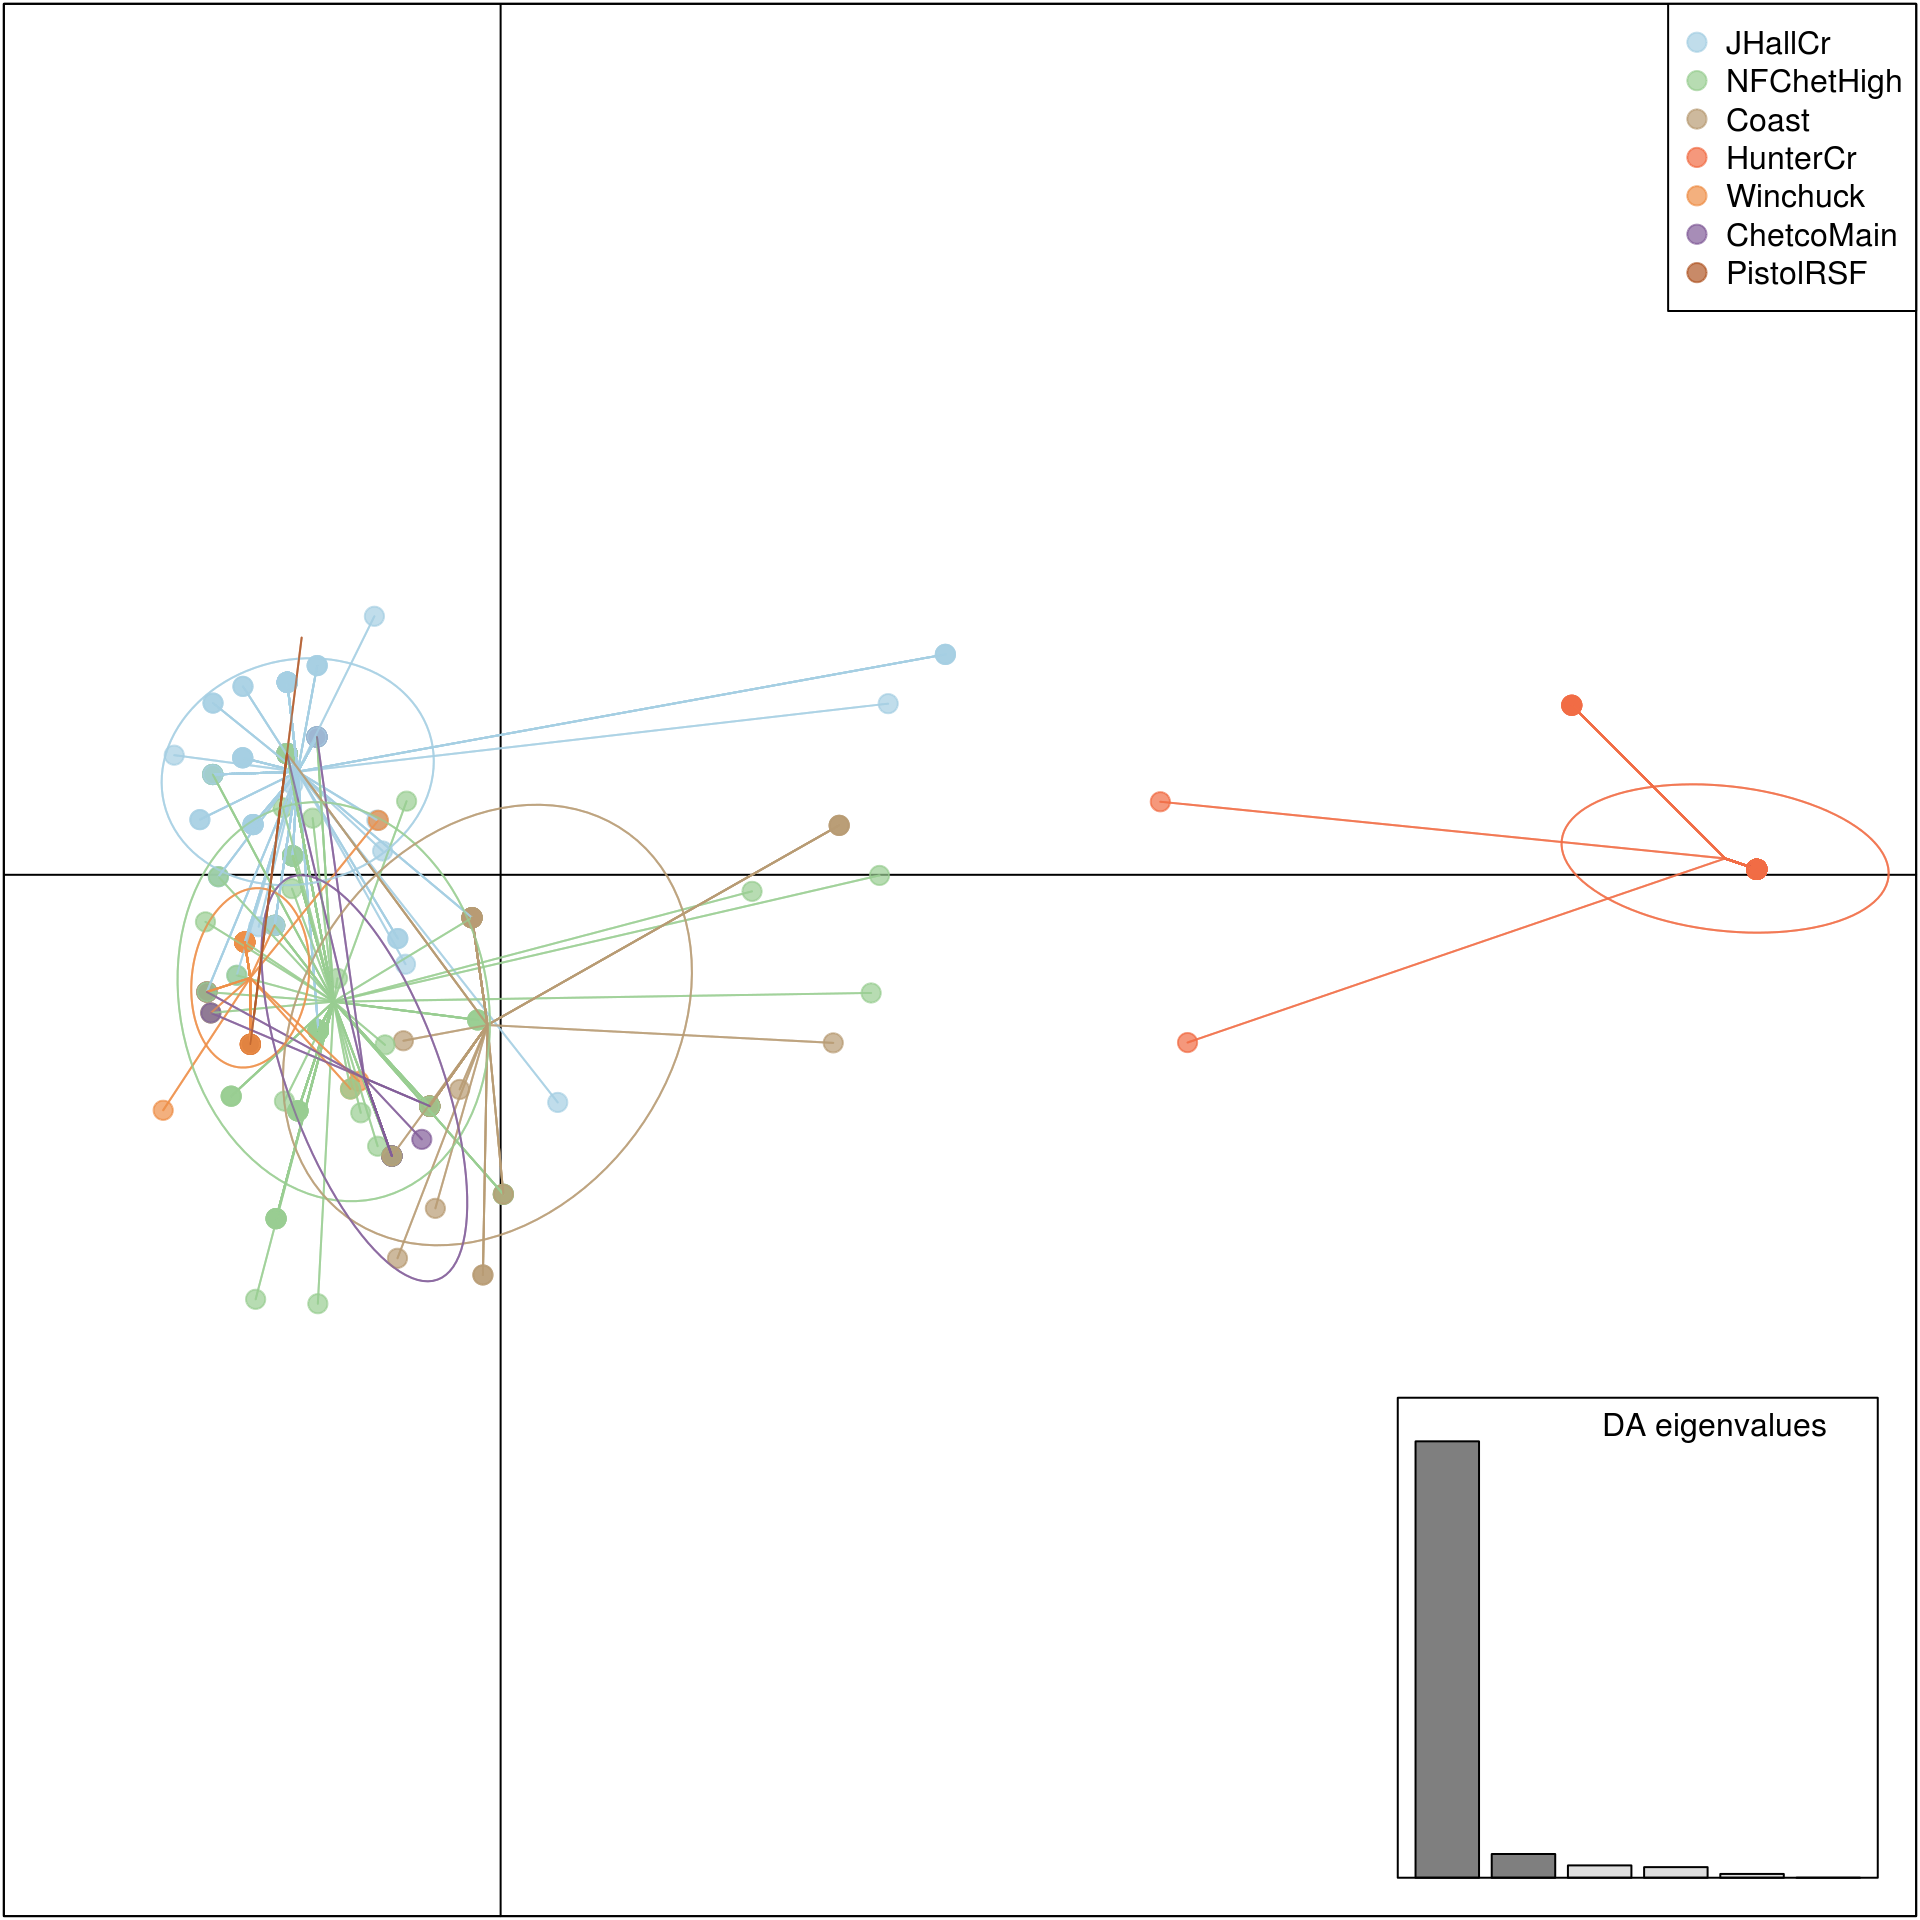 JHallCr
NFChetHigh
Coast
HunterCr
Winchuck
ChetcoMain
PistolRSF
DA eigenvalues